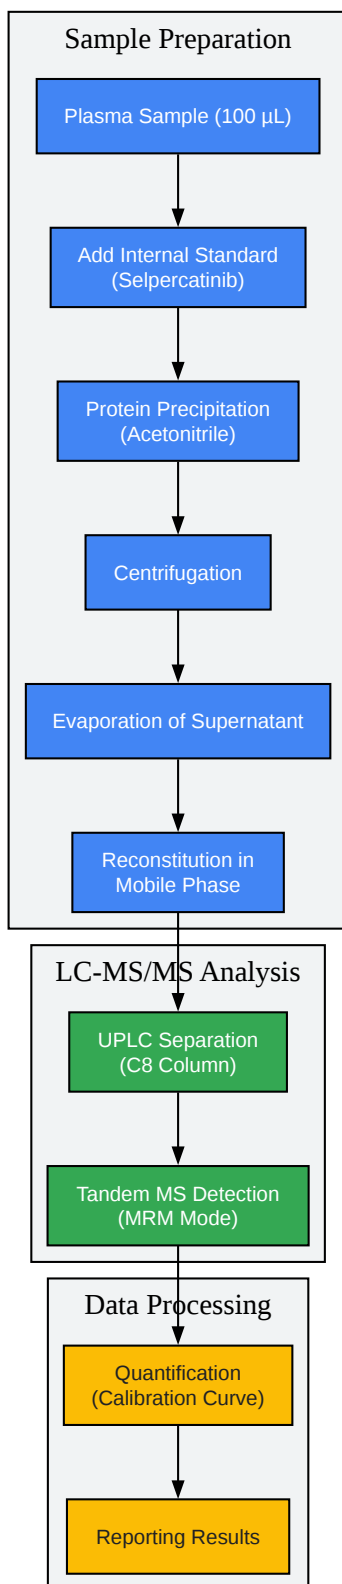 Sample Preparation
Plasma Sample (100 µL)
Add Internal Standard
(Selpercatinib)
Protein Precipitation
(Acetonitrile)
Centrifugation
Evaporation of Supernatant
Reconstitution in
Mobile Phase
LC-MS/MS Analysis
UPLC Separation
(C8 Column)
Tandem MS Detection
(MRM Mode)
Data Processing
Quantification
(Calibration Curve)
Reporting Results